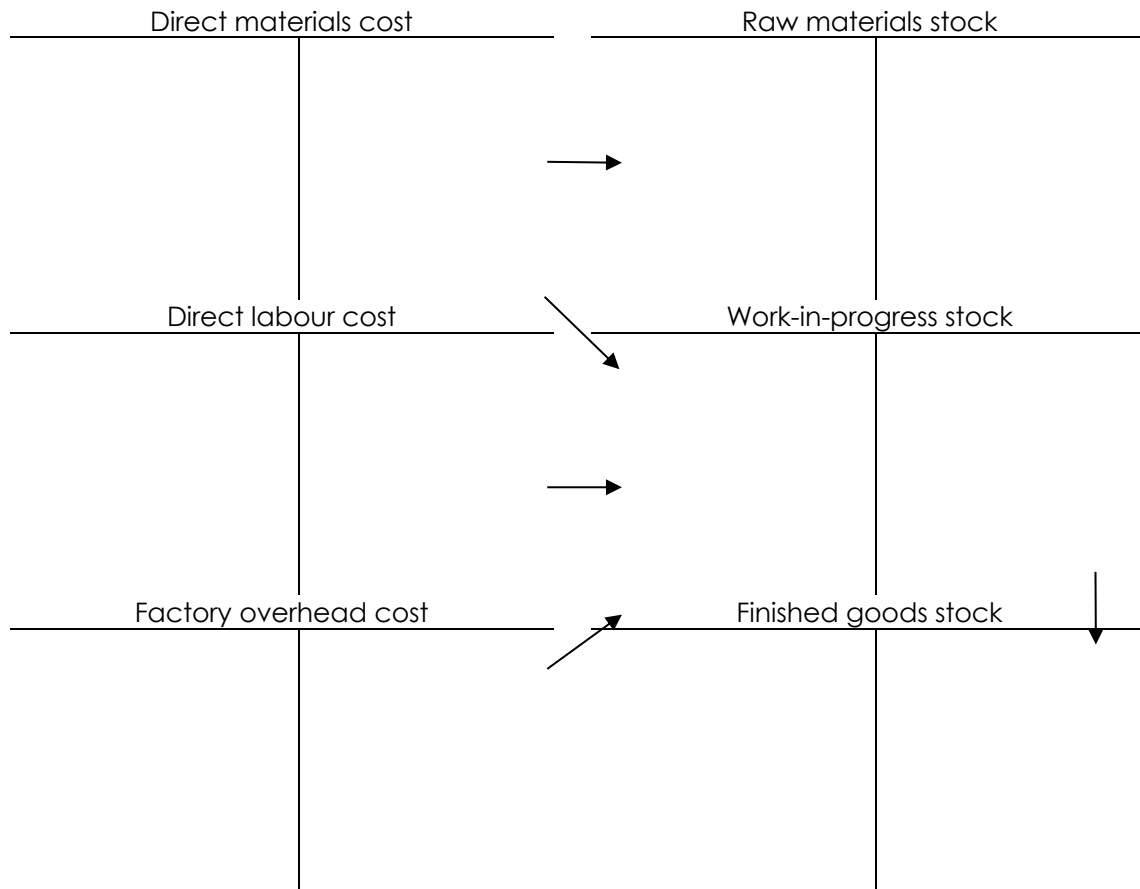 Direct materials cost
Raw materials stock
Direct labour cost
Work-in-progress stock
Factory overhead cost
Finished goods stock